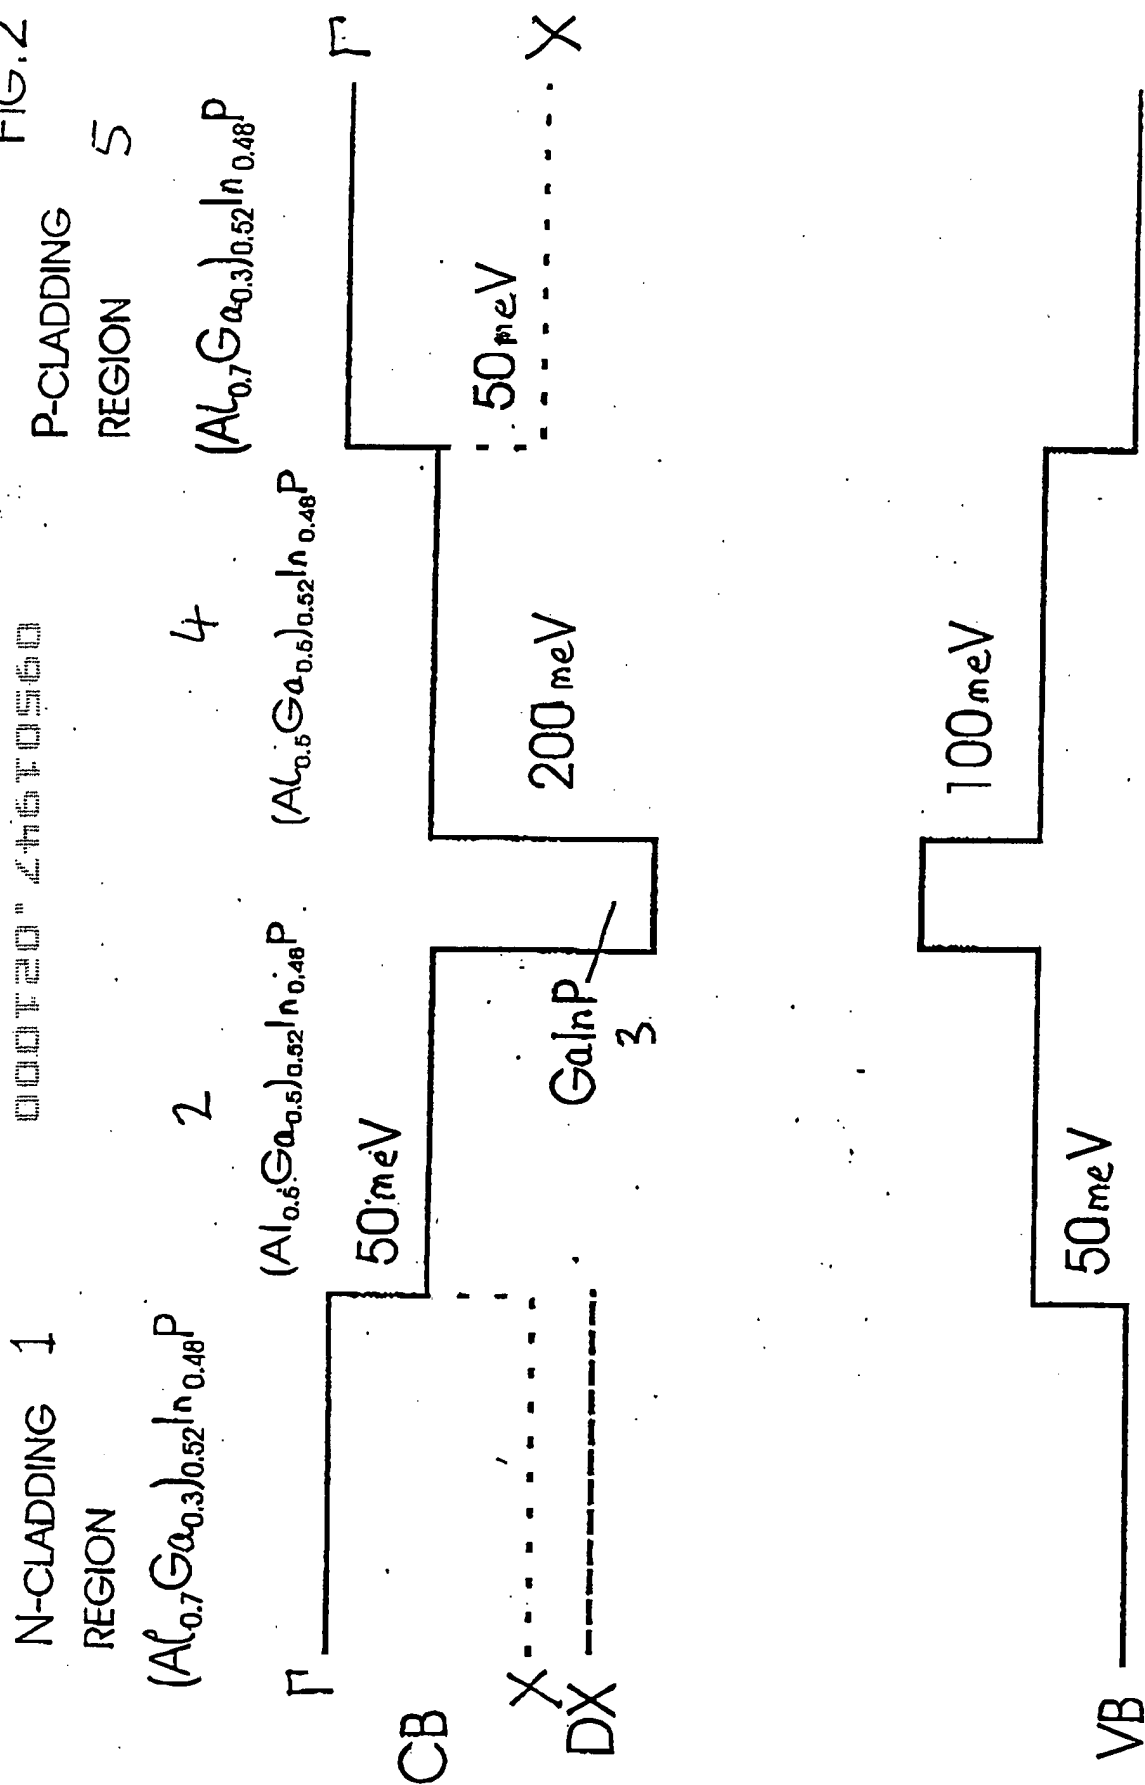 FIG.2
09501947.021000
N-CLADDING 1
REGION
(Al0.7Ga0.3)0.52In0.48P
2
(Al0.5Ga0.5)0.52In0.48P
4
(Al0.5Ga0.5)0.52In0.48P
P-CLADDING
REGION 5
(Al0.7Ga0.3)0.52In0.48P
Γ
50meV
Γ
CB
X
DX
GaInP
3
200meV
50meV
X
VB
50meV
100meV